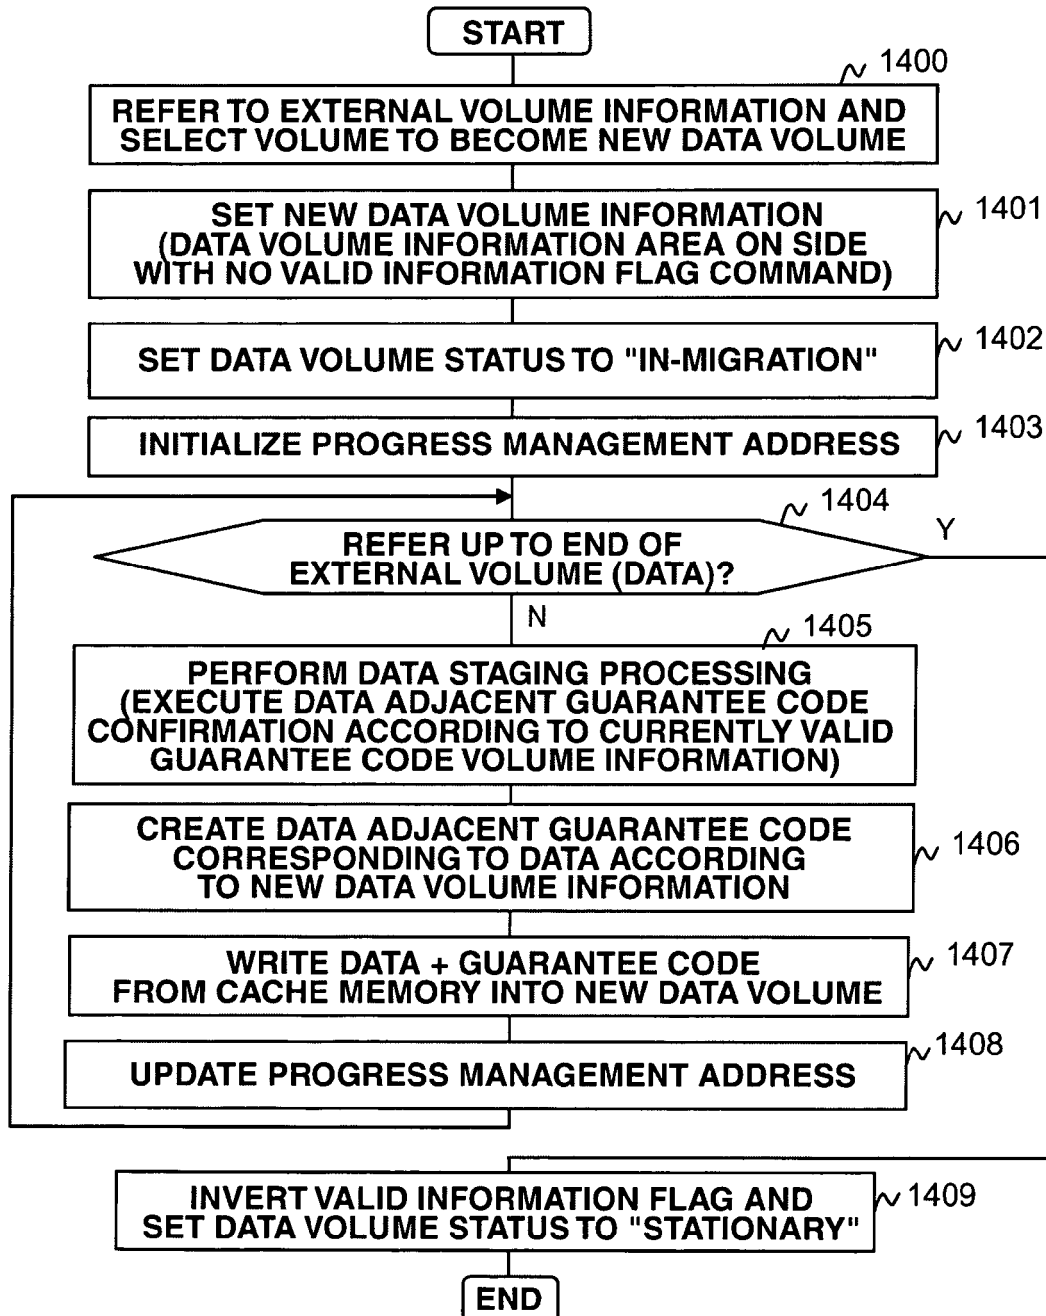 START
1400
REFER TO EXTERNAL VOLUME INFORMATION AND
SELECT VOLUME TO BECOME NEW DATA VOLUME
SET NEW DATA VOLUME INFORMATION
(DATA VOLUME INFORMATION AREA ON SIDE
WITH NO VALID INFORMATION FLAG COMMAND)
1401
SET DATA VOLUME STATUS TO "IN-MIGRATION"
1402
INITIALIZE PROGRESS MANAGEMENT ADDRESS
1403
1404
REFER UP TO END OF
EXTERNAL VOLUME (DATA)?
Y
N
1405
PERFORM DATA STAGING PROCESSING
(EXECUTE DATA ADJACENT GUARANTEE CODE
CONFIRMATION ACCORDING TO CURRENTLY VALID
GUARANTEE CODE VOLUME INFORMATION)
CREATE DATA ADJACENT GUARANTEE CODE
CORRESPONDING TO DATA ACCORDING
TO NEW DATA VOLUME INFORMATION
1406
WRITE DATA + GUARANTEE CODE
FROM CACHE MEMORY INTO NEW DATA VOLUME
1407
UPDATE PROGRESS MANAGEMENT ADDRESS
1408
INVERT VALID INFORMATION FLAG AND
SET DATA VOLUME STATUS TO "STATIONARY"
1409
END